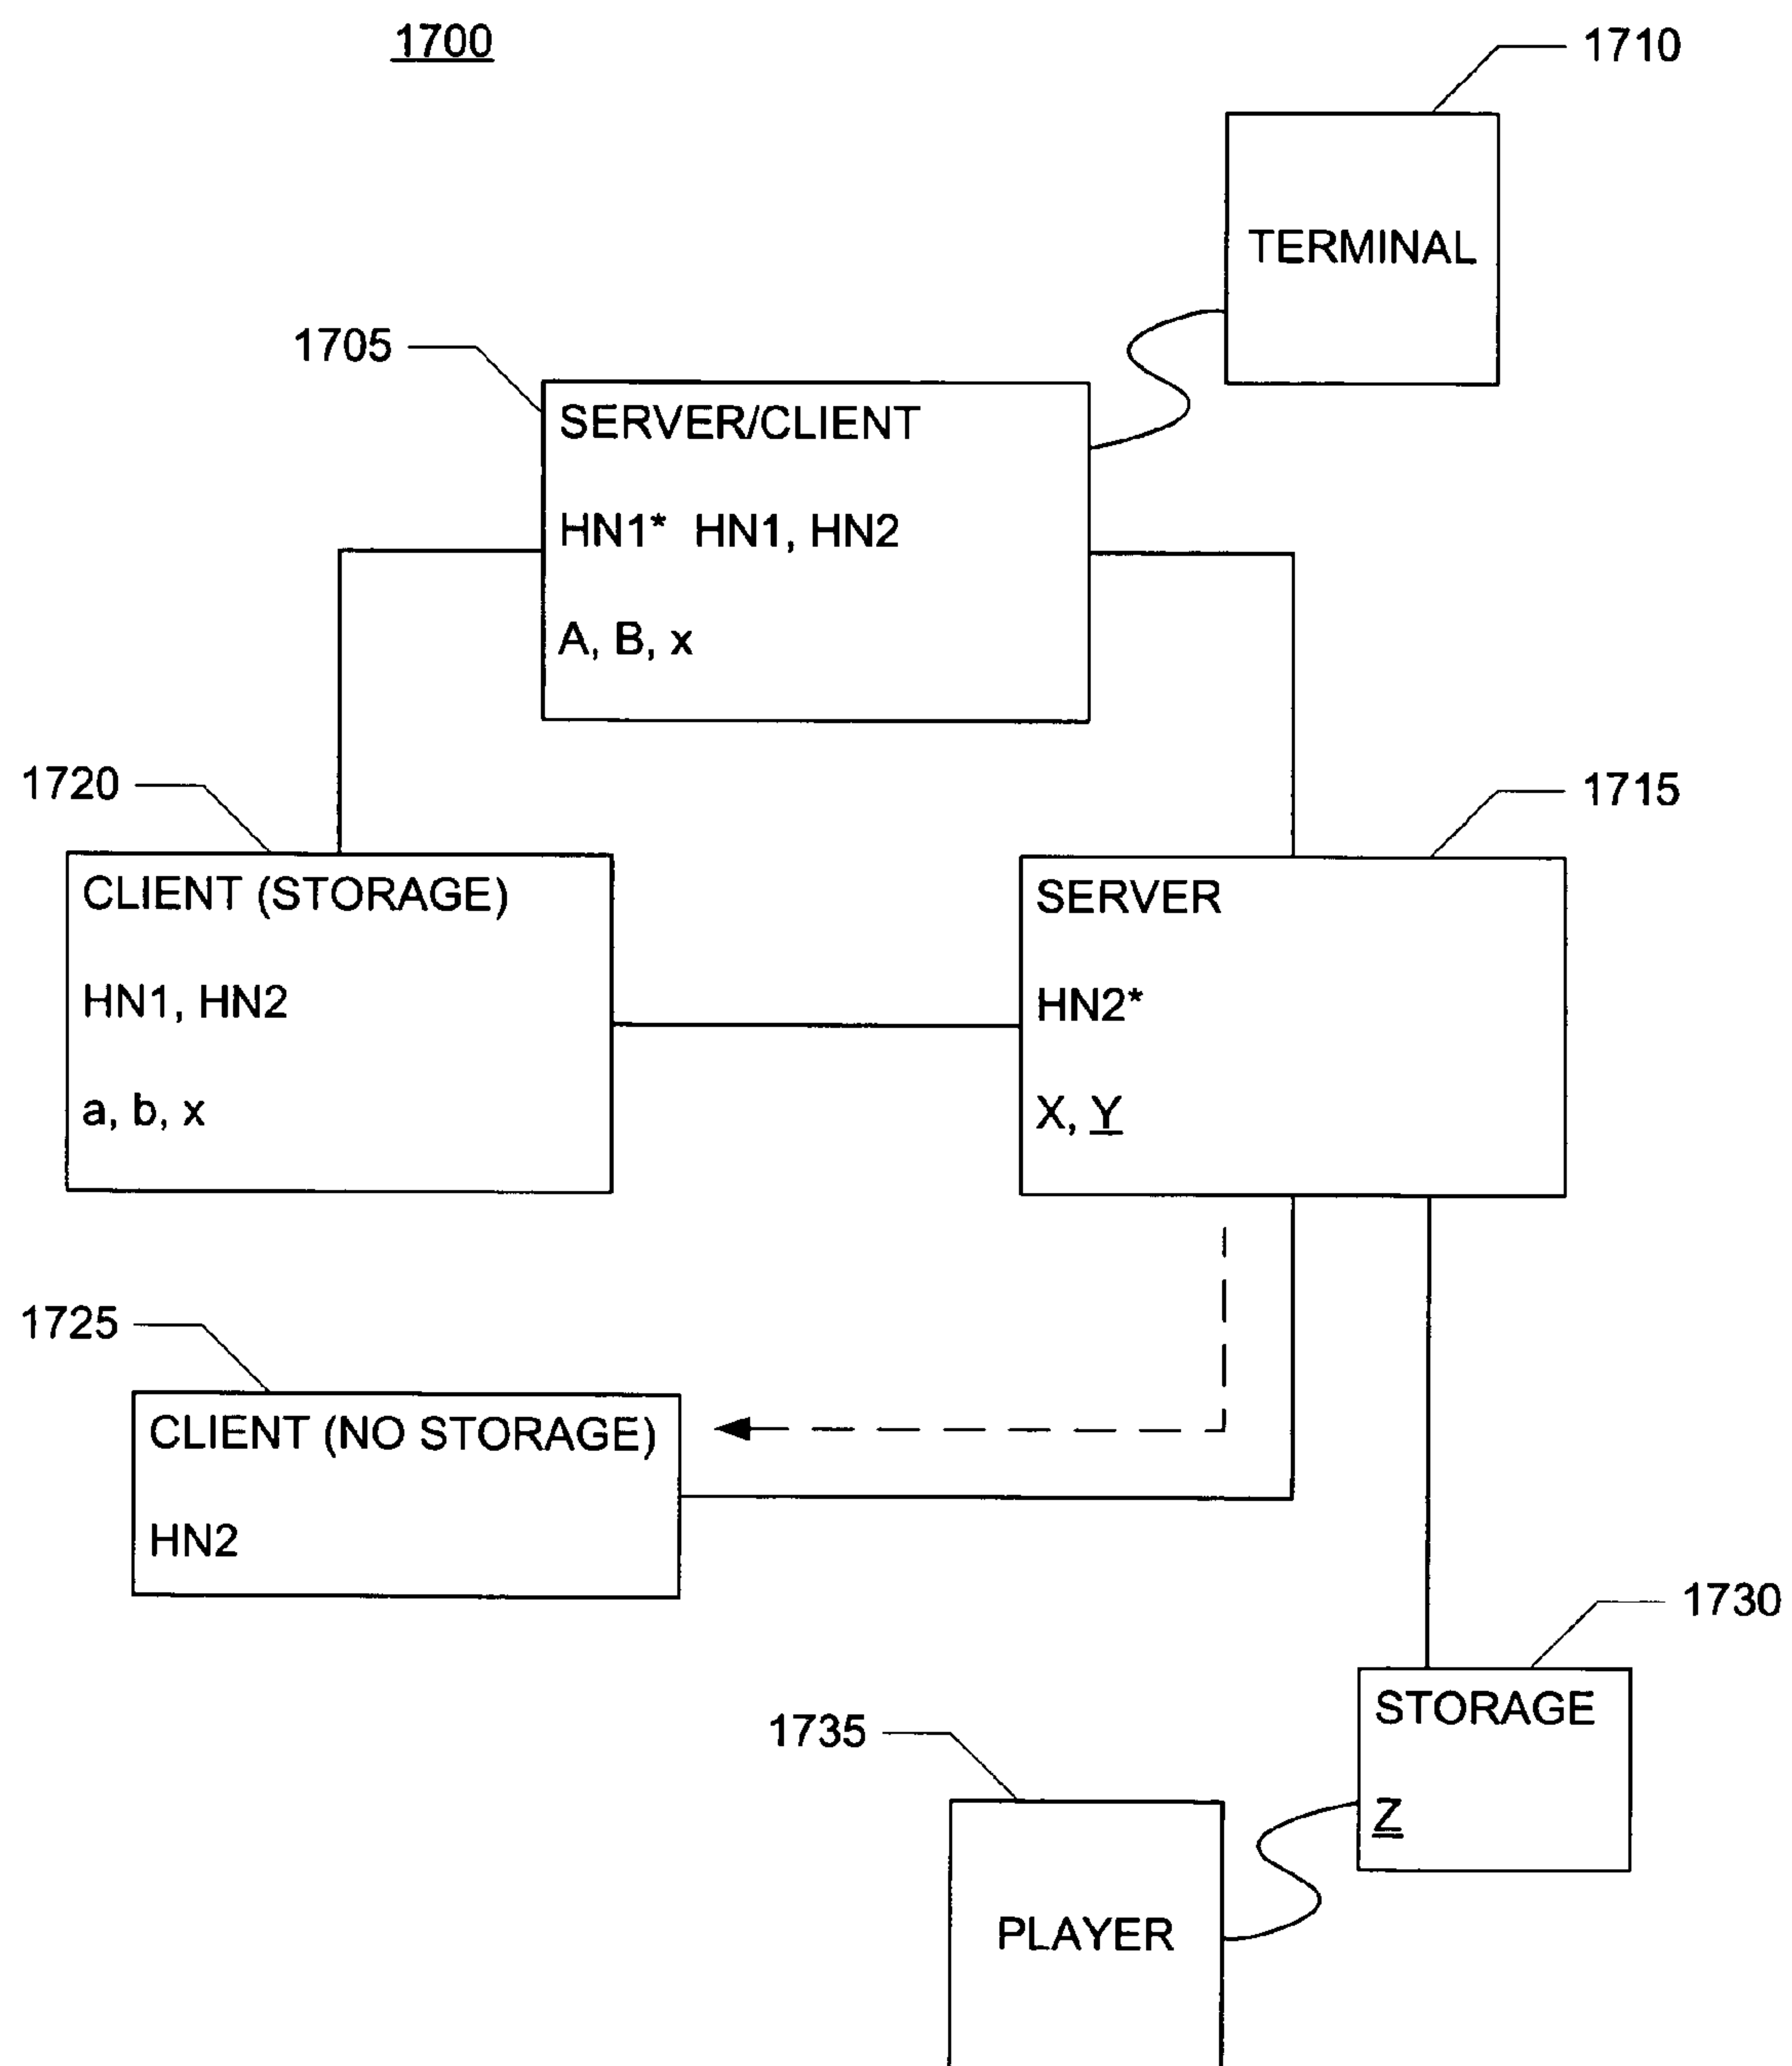 1700
1710
TERMINAL
1705
SERVER/CLIENT
HN1* HN1, HN2
A, B, x
1720
1715
CLIENT (STORAGE)
HN1, HN2
a, b, x
SERVER
HN2*
X, Y
1725
CLIENT (NO STORAGE)
HN2
1730
STORAGE
Z
1735
PLAYER